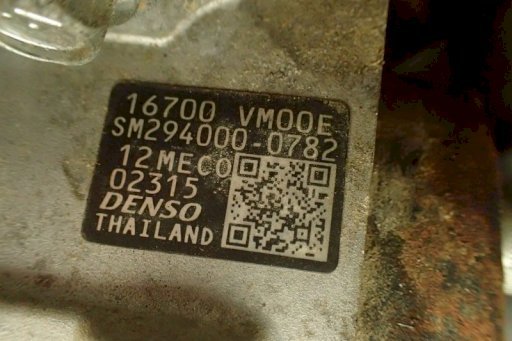 16700 VM00E
SM294000-0782
12MEC0
02315
DENSO
THAILAND